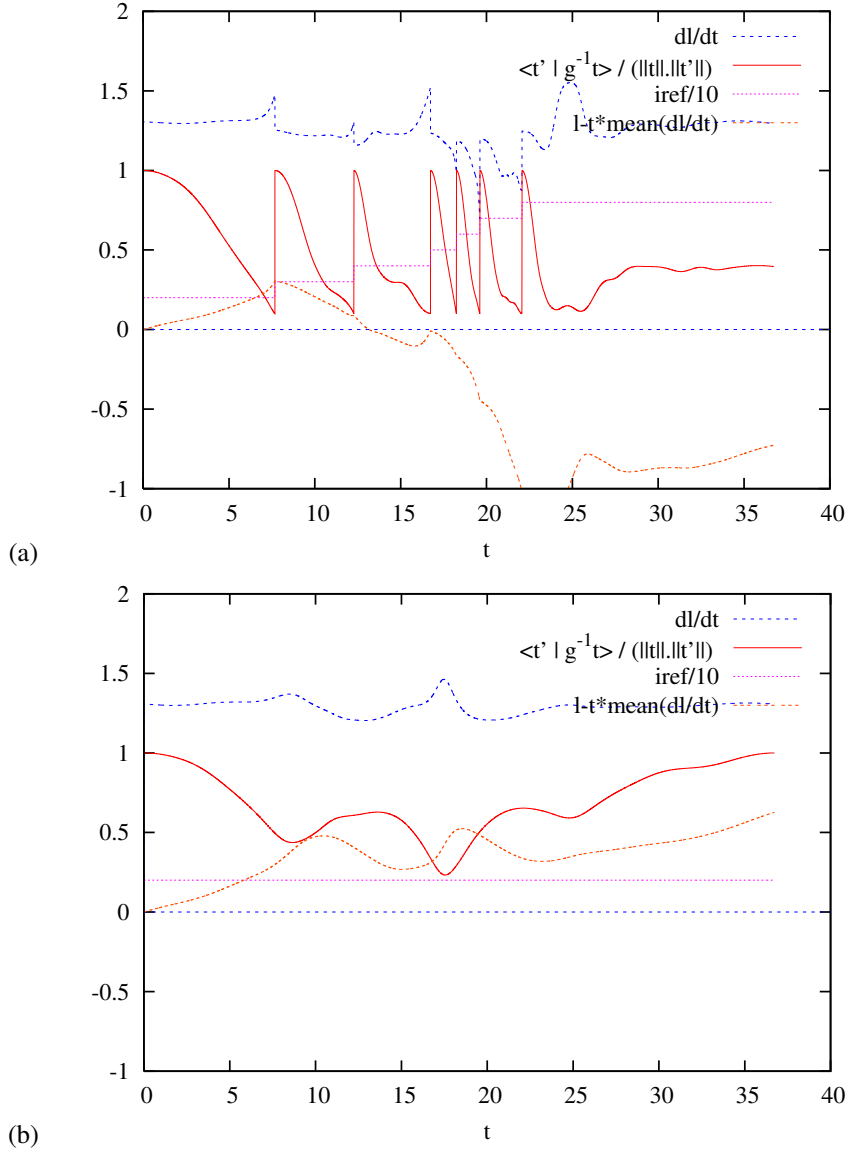 2
1.5
1
0.5
0
-0.5
-1
dl/dt
<t' | g⁻¹t> / (||t||.||t'||)
iref/10
l-t*mean(dl/dt)
0 5 10 15 20 25 30 35 40
(a)
t
2
1.5
1
0.5
0
-0.5
-1
dl/dt
<t' | g⁻¹t> / (||t||.||t'||)
iref/10
l-t*mean(dl/dt)
0 5 10 15 20 25 30 35 40
(b)
t